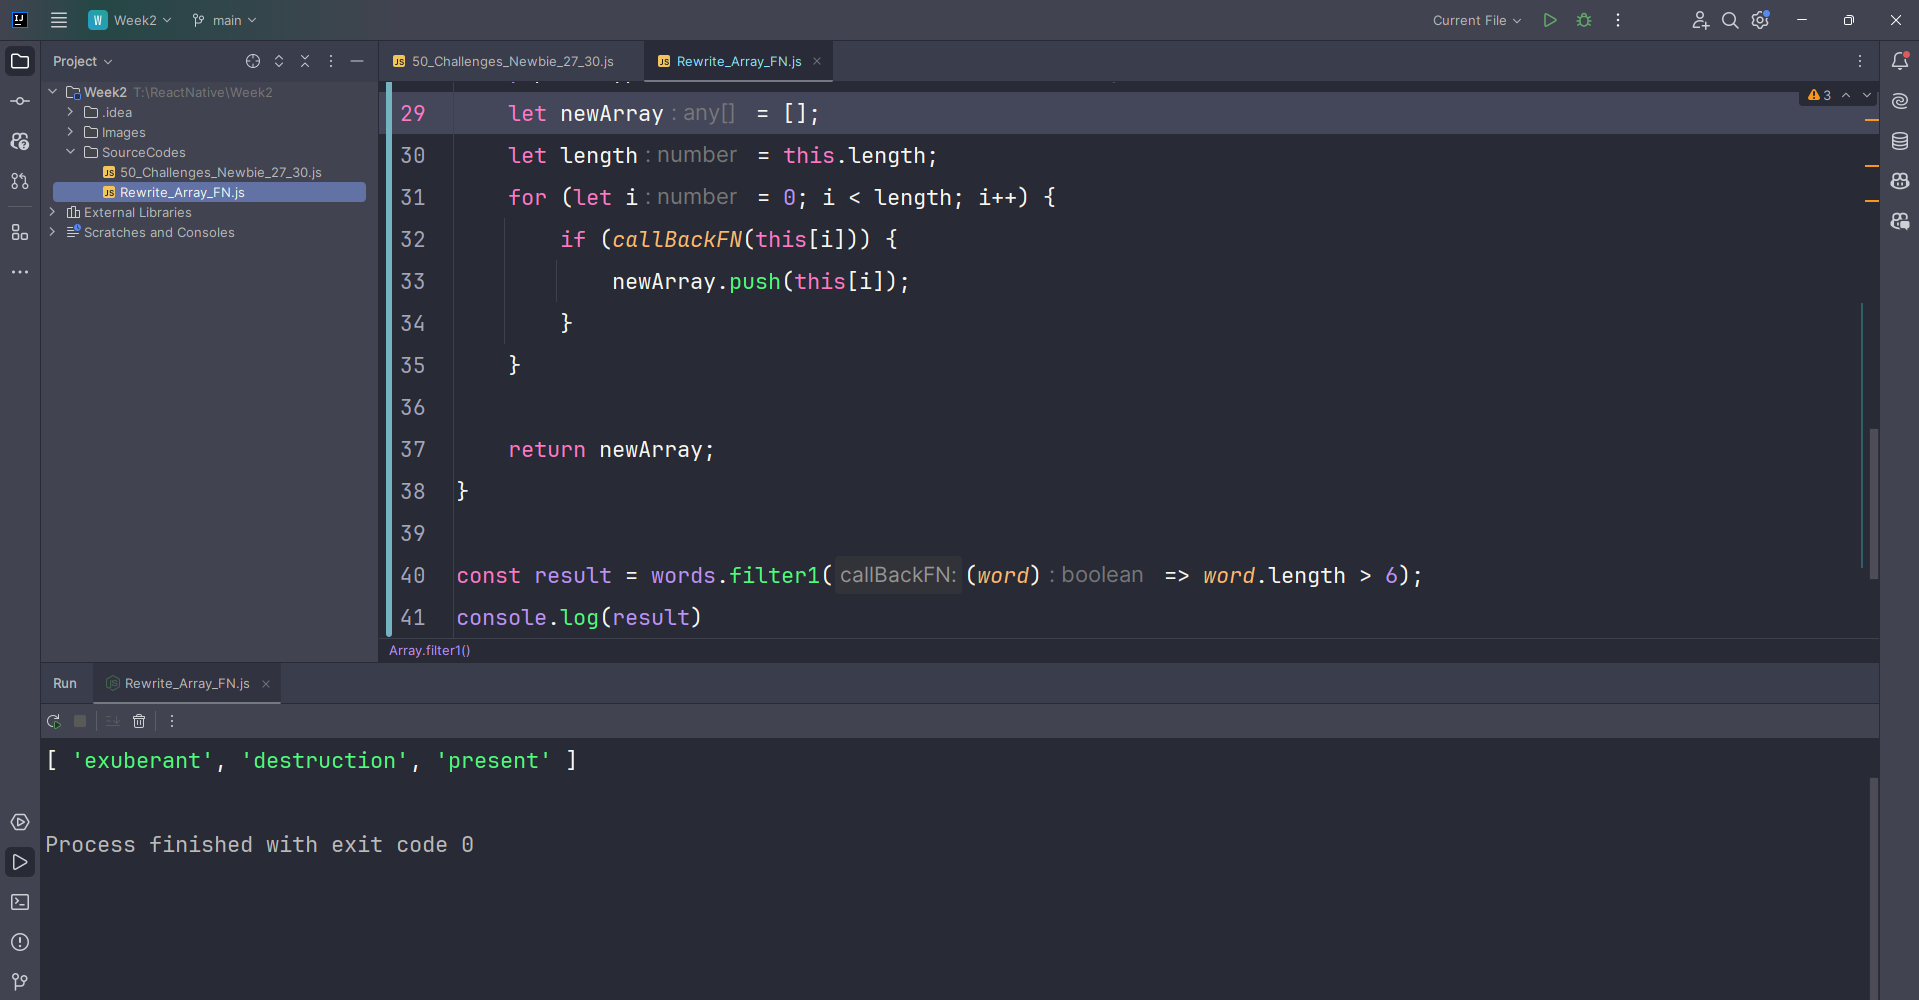 Week2 main Current File
Project
Week2 T:\ReactNative\Week2
.idea
Images
SourceCodes
50_Challenges_Newbie_27_30.js
Rewrite_Array_FN.js
External Libraries
Scratches and Consoles
50_Challenges_Newbie_27_30.js Rewrite_Array_FN.js
3
29 let newArray : any[] = [];
30 let length : number = this.length;
31 for (let i : number = 0; i < length; i++) {
32 if (callBackFN(this[i])) {
33 newArray.push(this[i]);
34 }
35 }
36
37 return newArray;
38 }
39
40 const result = words.filter1( callBackFN: (word) : boolean => word.length > 6);
41 console.log(result)
Array.filter1()
Run Rewrite_Array_FN.js
[ 'exuberant', 'destruction', 'present' ]
Process finished with exit code 0